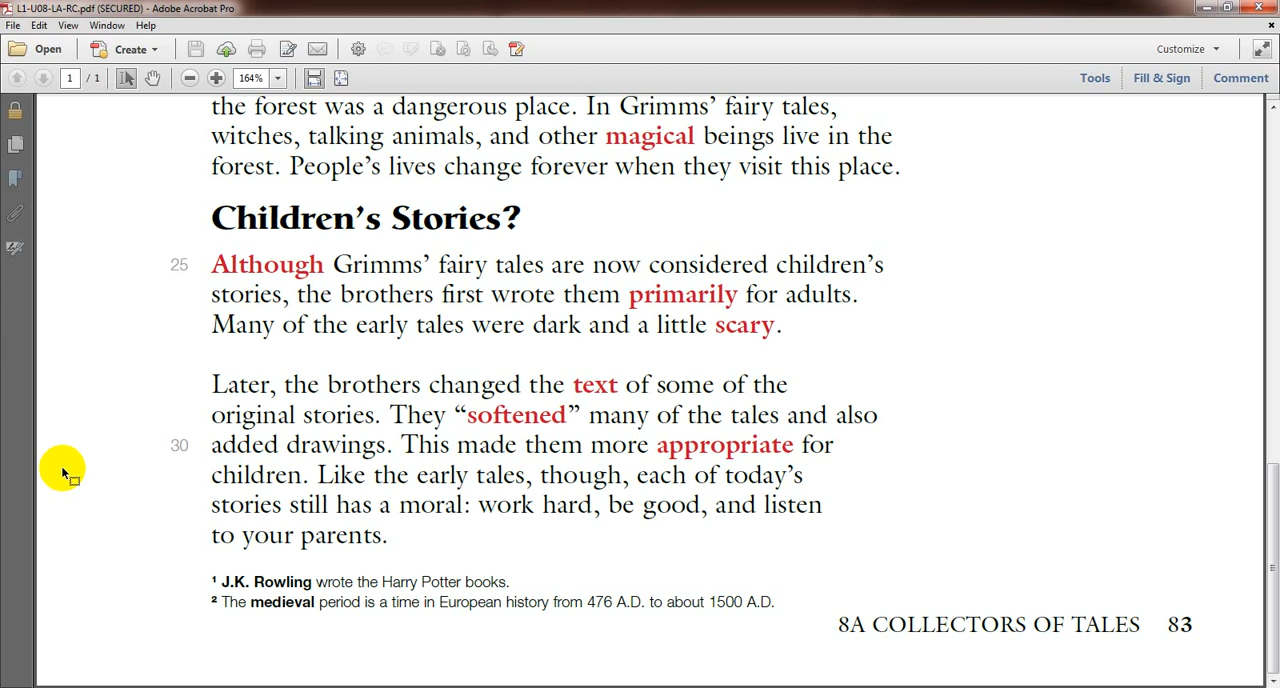 L1-U08-LA-RC.pdf (SECURED) - Adobe Acrobat Pro
File Edit View Window Help
Open Create Customize
1 / 1 164% Tools Fill & Sign Comment
the forest was a dangerous place. In Grimms’ fairy tales,
witches, talking animals, and other magical beings live in the
forest. People’s lives change forever when they visit this place.
Children’s Stories?
25 Although Grimms’ fairy tales are now considered children’s
stories, the brothers first wrote them primarily for adults.
Many of the early tales were dark and a little scary.
Later, the brothers changed the text of some of the
original stories. They “softened” many of the tales and also
30 added drawings. This made them more appropriate for
children. Like the early tales, though, each of today’s
stories still has a moral: work hard, be good, and listen
to your parents.
¹ J.K. Rowling wrote the Harry Potter books.
² The medieval period is a time in European history from 476 A.D. to about 1500 A.D.
8A COLLECTORS OF TALES 83